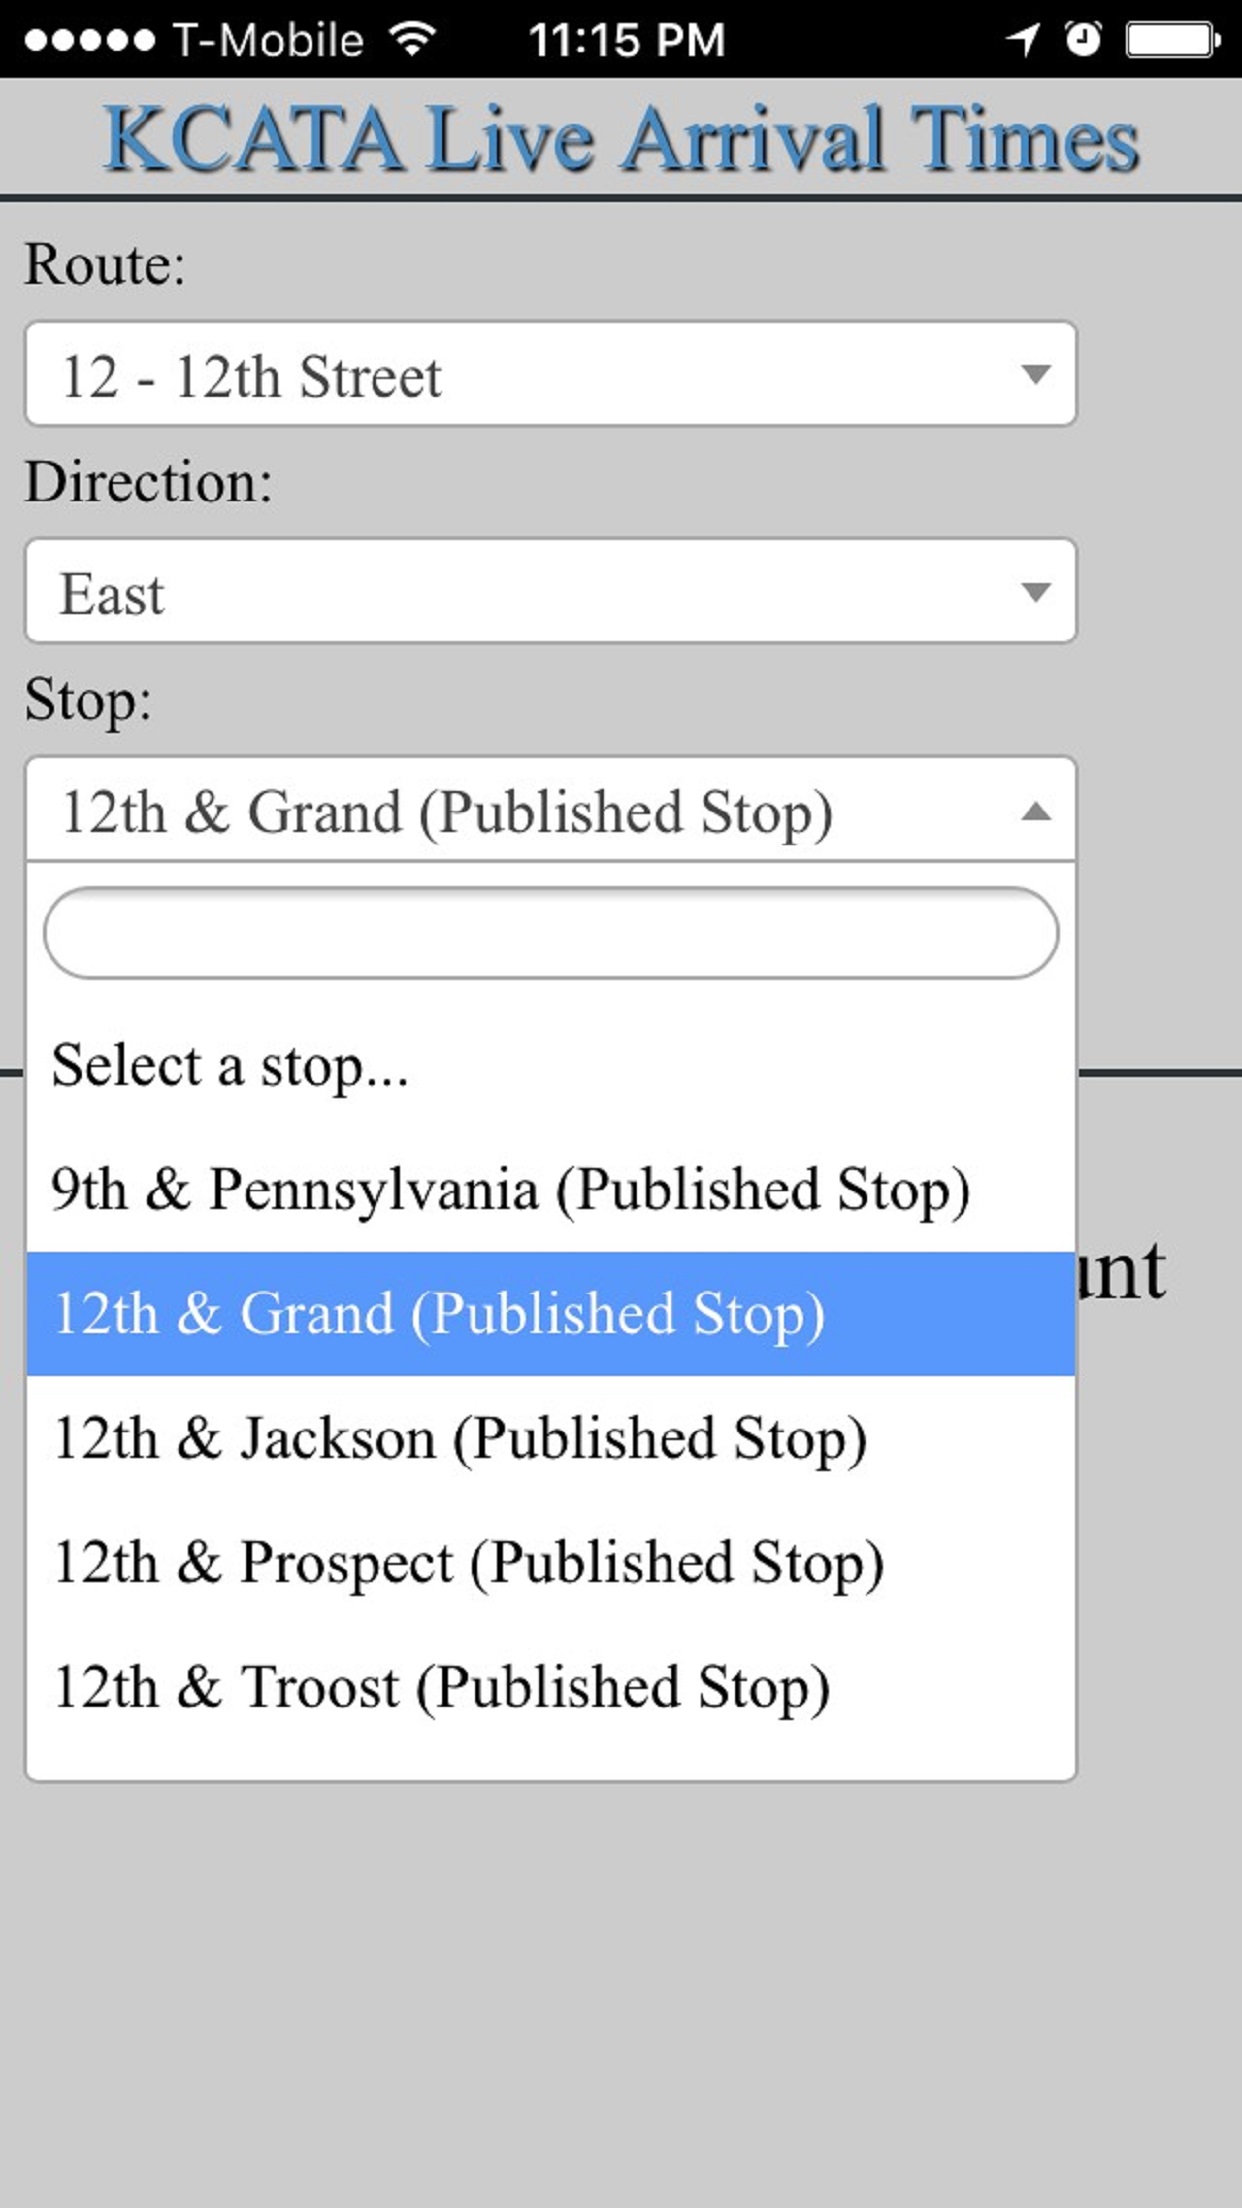 T-Mobile 11:15 PM
KCATA Live Arrival Times
Route:
12 - 12th Street
Direction:
East
Stop:
12th & Grand (Published Stop)
Select a stop...
9th & Pennsylvania (Published Stop)
12th & Grand (Published Stop)
12th & Jackson (Published Stop)
12th & Prospect (Published Stop)
12th & Troost (Published Stop)